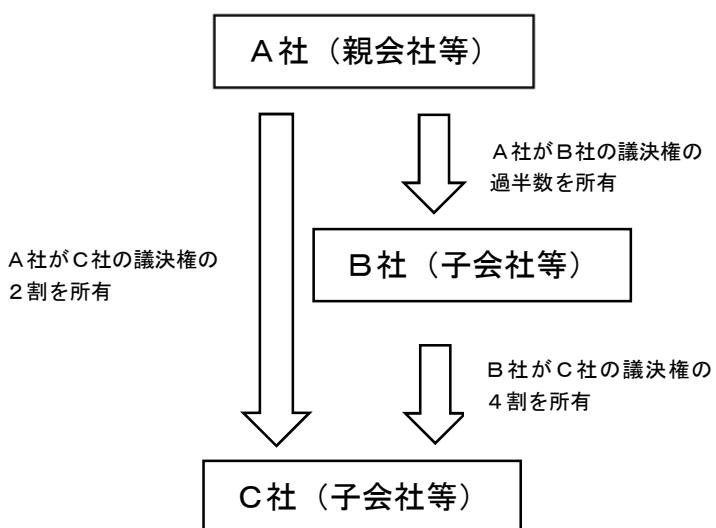 A社(親会社等)
A社がB社の議決権の
過半数を所有
A社がC社の議決権の
2割を所有
B社(子会社等)
B社がC社の議決権の
4割を所有
C社(子会社等)